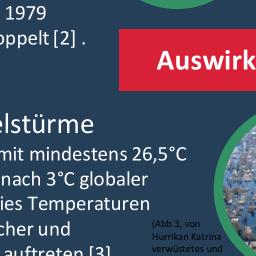 1979
oppelt [2] .
Auswirk
elstürme
mit mindestens 26,5°C
nach 3°C globaler
ies Temperaturen
cher und
auftreten [3]
(Abb.3, von
Hurrikan Katrina
verwüstetes und